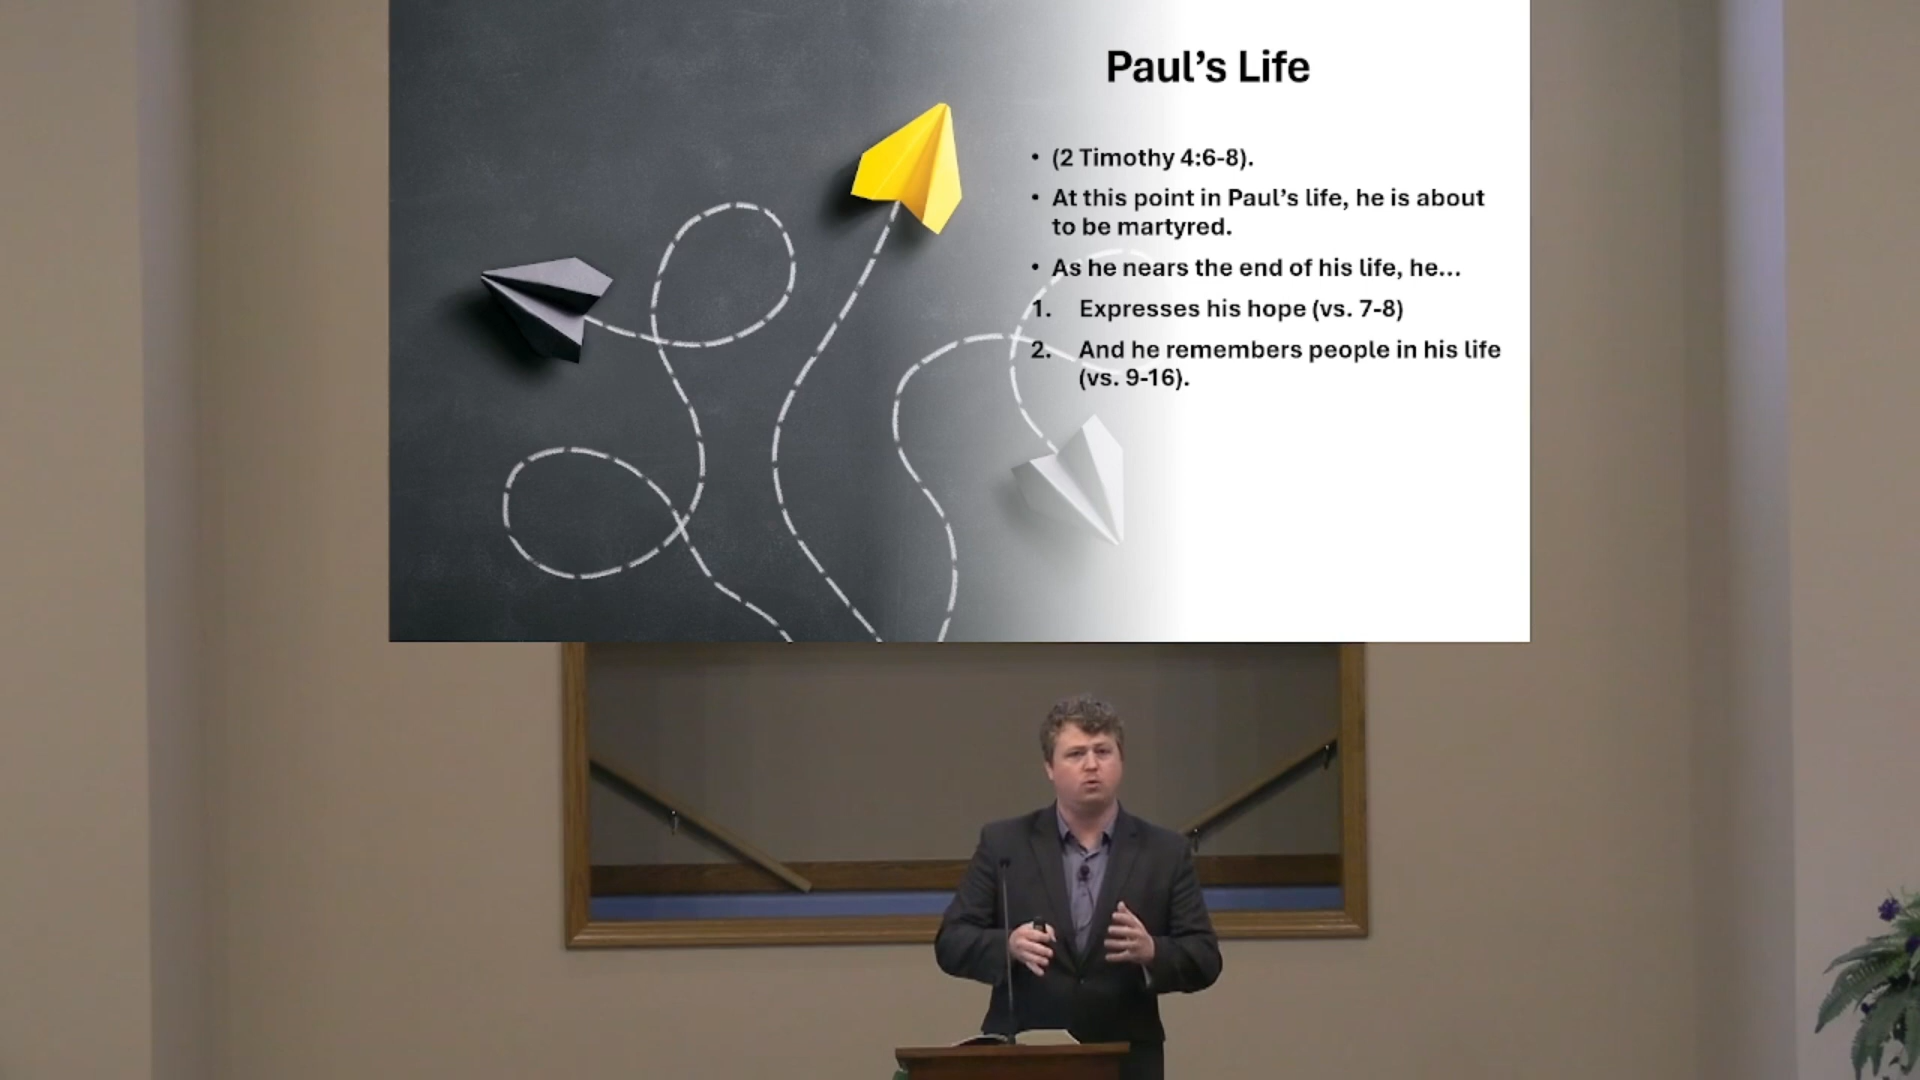 Paul's Life
• (2 Timothy 4:6-8).
• At this point in Paul's life, he is about
to be martyred.
• As he nears the end of his life, he...
1. Expresses his hope (vs. 7-8)
2. And he remembers people in his life
(vs. 9-16).